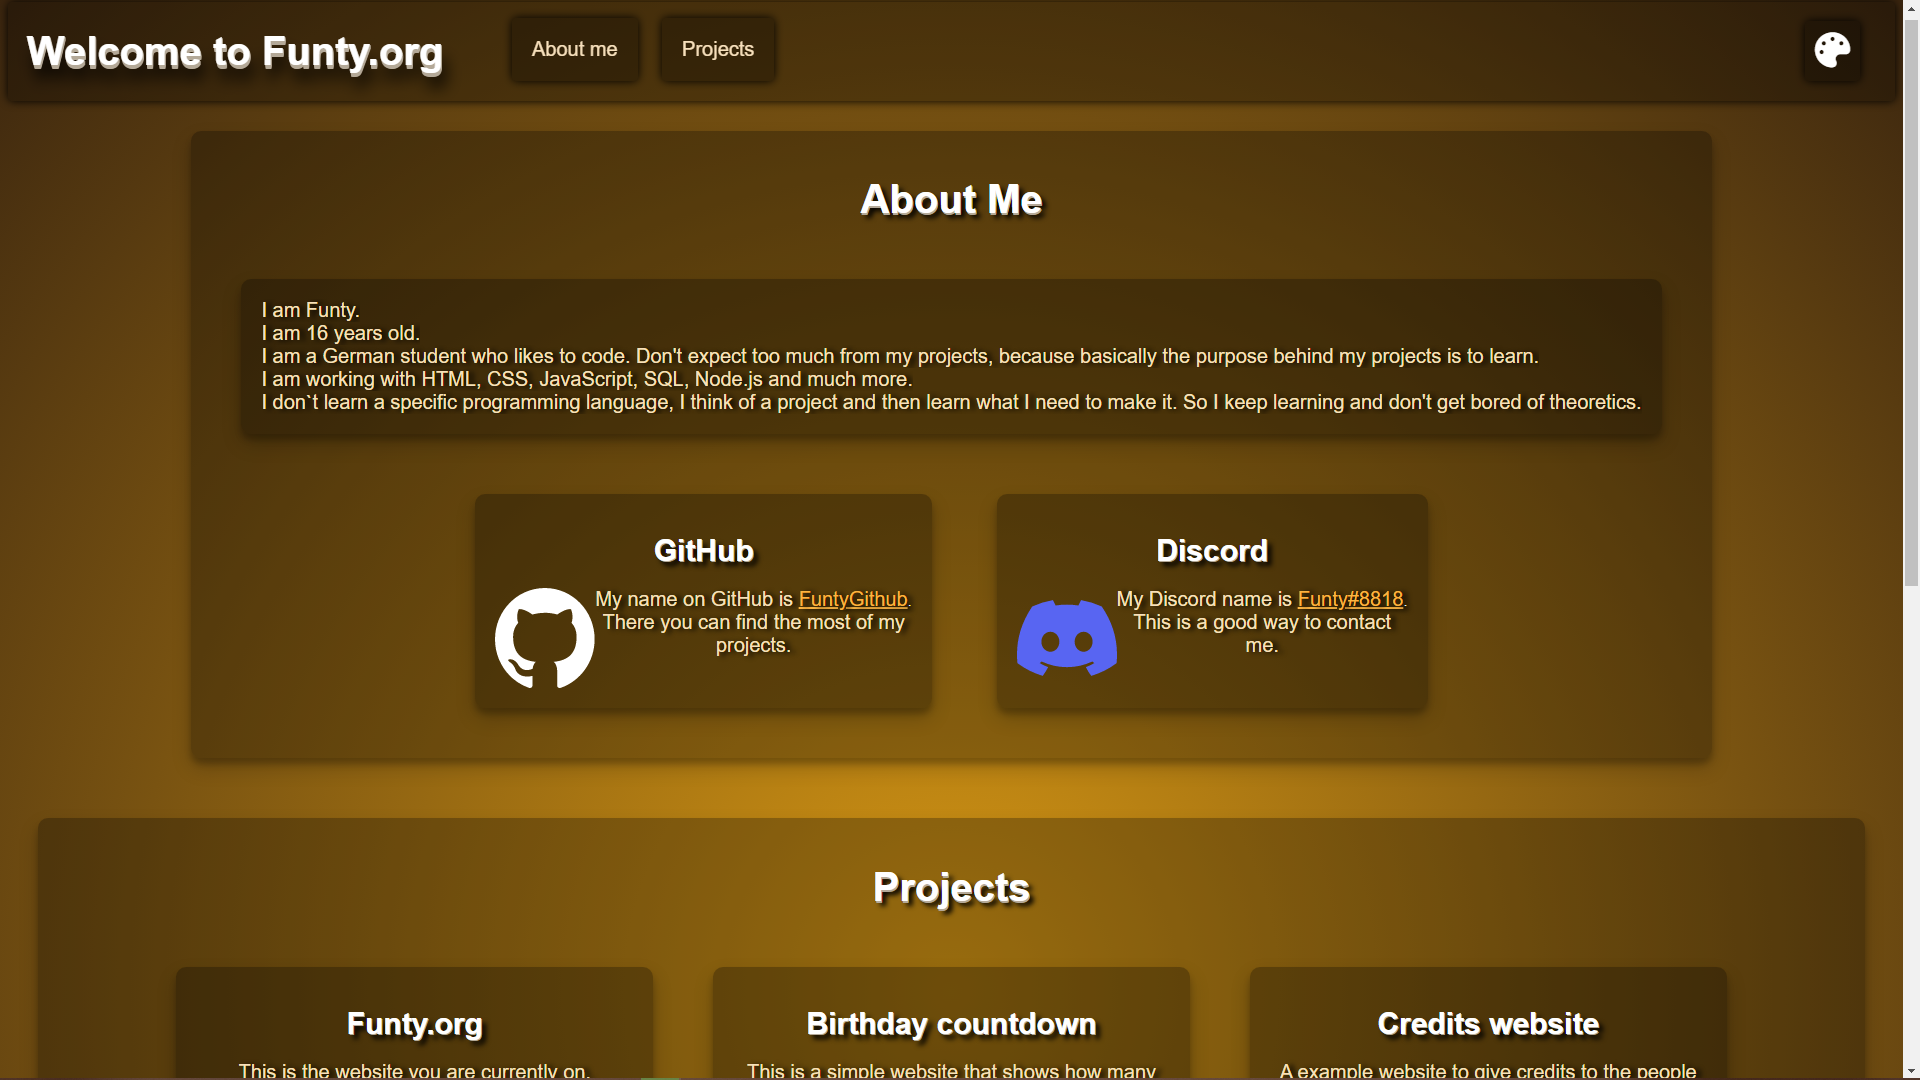 Welcome to Funty.org
About me
Projects
About Me
I am Funty.
I am 16 years old.
I am a German student who likes to code. Don't expect too much from my projects, because basically the purpose behind my projects is to learn.
I am working with HTML, CSS, JavaScript, SQL, Node.js and much more.
I don`t learn a specific programming language, I think of a project and then learn what I need to make it. So I keep learning and don't get bored of theoretics.
GitHub
My name on GitHub is FuntyGithub.
There you can find the most of my
projects.
Discord
My Discord name is Funty#8818.
This is a good way to contact
me.
Projects
Funty.org
This is the website you are currently on.
Birthday countdown
This is a simple website that shows how many
Credits website
A example website to give credits to the people